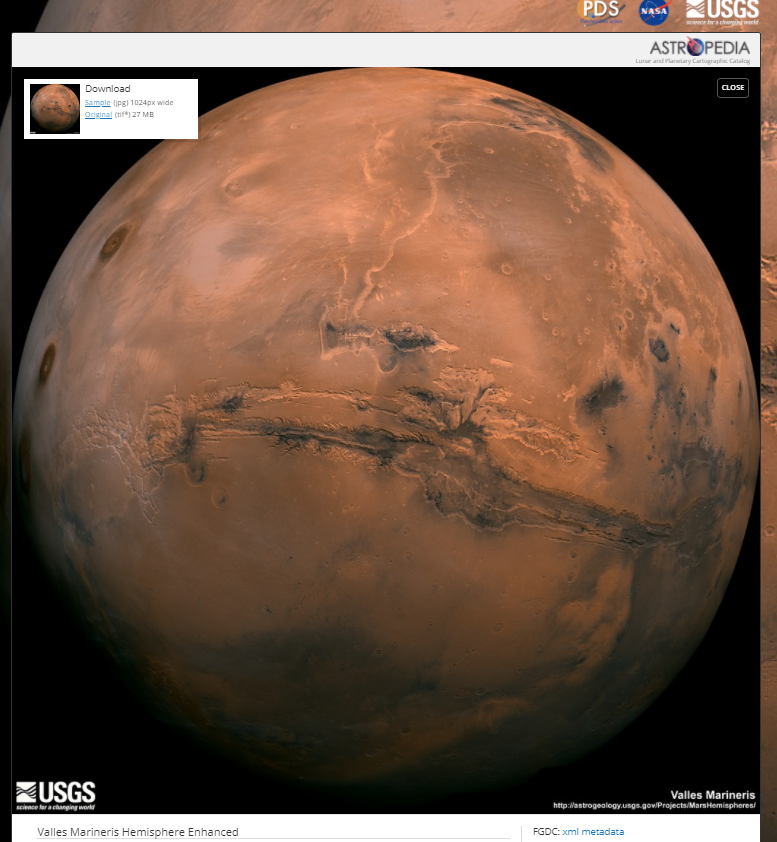 PDS
NASA
USGS
science for a changing world
ASTROPEDIA
Lunar and Planetary Cartographic Catalog
Download
Sample (jpg) 1024px wide
Original (tif*) 27 MB
CLOSE
USGS
science for a changing world
Valles Marineris
http://astrogeology.usgs.gov/Projects/MarsHemispheres/
Valles Marineris Hemisphere Enhanced
FGDC: xml metadata